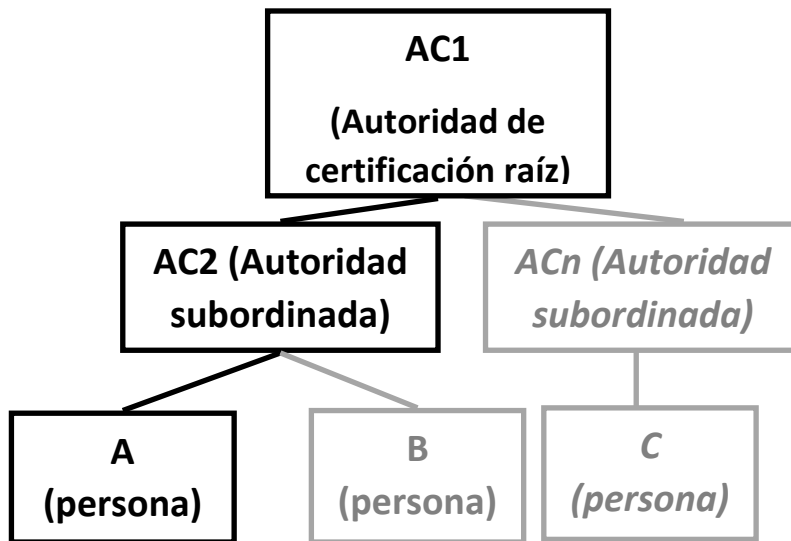 AC1
(Autoridad de
certificación raíz)
AC2 (Autoridad
subordinada)
ACn (Autoridad
subordinada)
A
(persona)
B
(persona)
C
(persona)